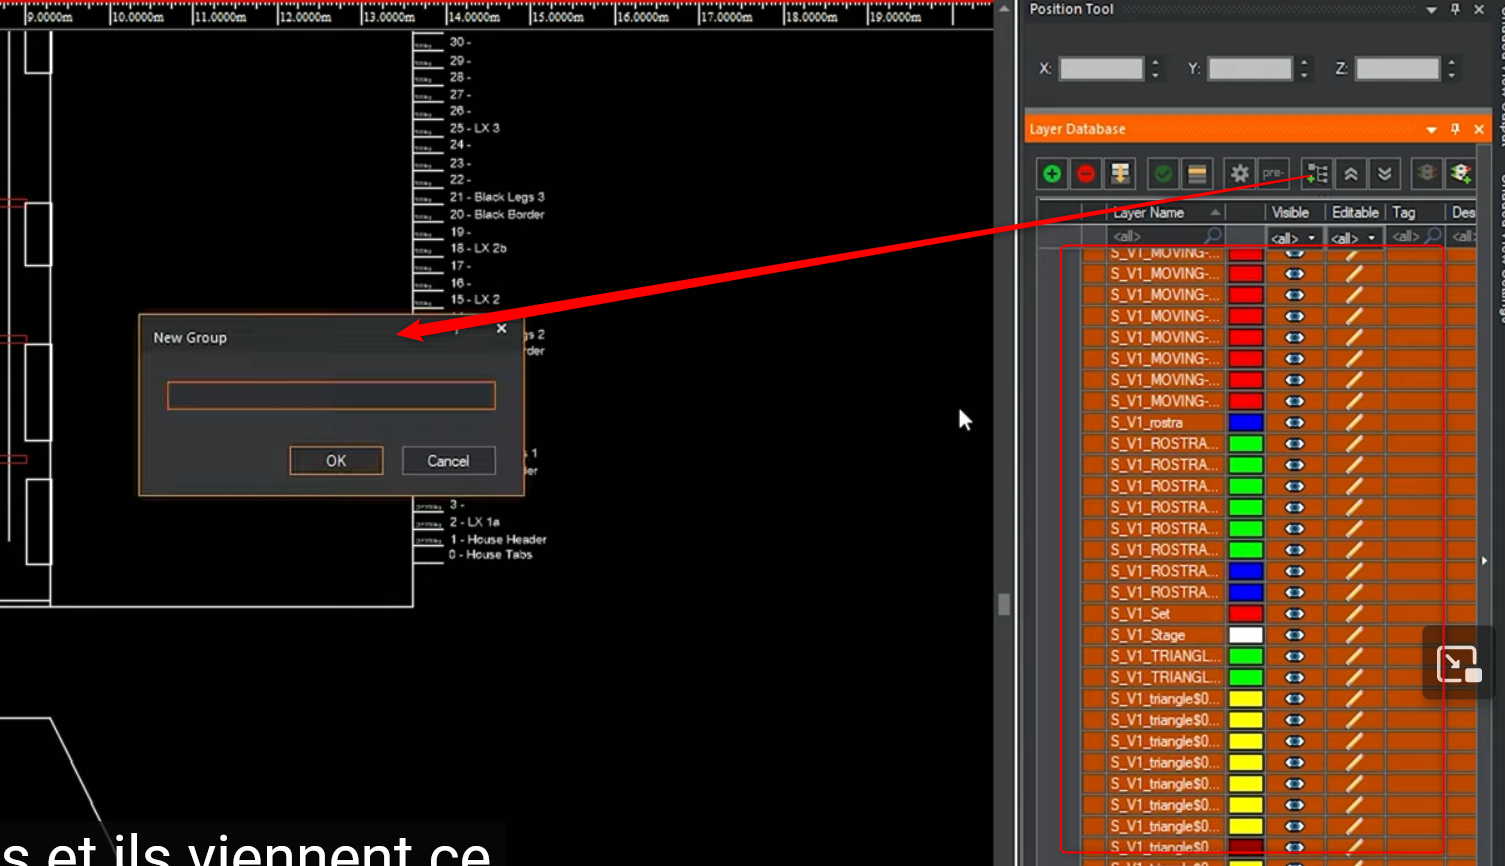 9.0000m 10.0000m 11.0000m 12.0000m 13.0000m 14.0000m 15.0000m 16.0000m 17.0000m 18.0000m 19.0000m
30 -
29 -
28 -
27 -
26 -
25 - LX 3
24 -
23 -
22 -
21 - Black Legs 3
20 - Black Border
19 -
18 - LX 2b
17 -
16 -
15 - LX 2
gs 2
rder
New Group
OK
Cancel
1
er
3 -
2 - LX 1a
1 - House Header
0 - House Tabs
s et ils viennent ce
Position Tool
X:
Y:
Z:
Layer Database
pre-
Layer Name Visible Editable Tag Des
<all> <all> <all> <all> <all>
S_V1_MOVING-...
S_V1_MOVING-...
S_V1_MOVING-...
S_V1_MOVING-...
S_V1_MOVING-...
S_V1_MOVING-...
S_V1_MOVING-...
S_V1_MOVING-...
S_V1_rostra
S_V1_ROSTRA...
S_V1_ROSTRA...
S_V1_ROSTRA...
S_V1_ROSTRA...
S_V1_ROSTRA...
S_V1_ROSTRA...
S_V1_ROSTRA...
S_V1_ROSTRA...
S_V1_Set
S_V1_Stage
S_V1_TRIANGL...
S_V1_TRIANGL...
S_V1_triangle$0...
S_V1_triangle$0...
S_V1_triangle$0...
S_V1_triangle$0...
S_V1_triangle$0...
S_V1_triangle$0...
S_V1_triangle$0...
S_V1_triangle$0...